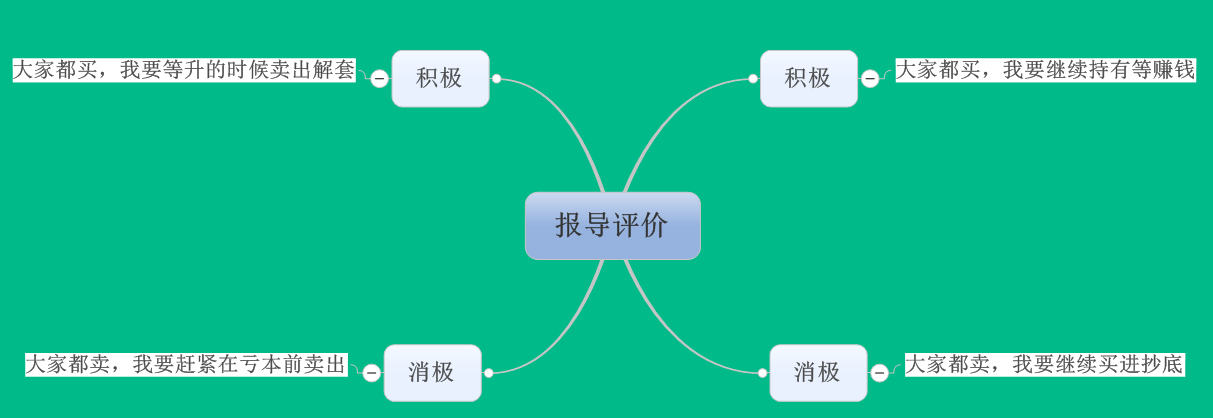 大家都买，我要等升的时候卖出解套
积极
积极
大家都买，我要继续持有等赚钱
报导评价
大家都卖，我要赶紧在亏本前卖出
消极
消极
大家都卖，我要继续买进抄底